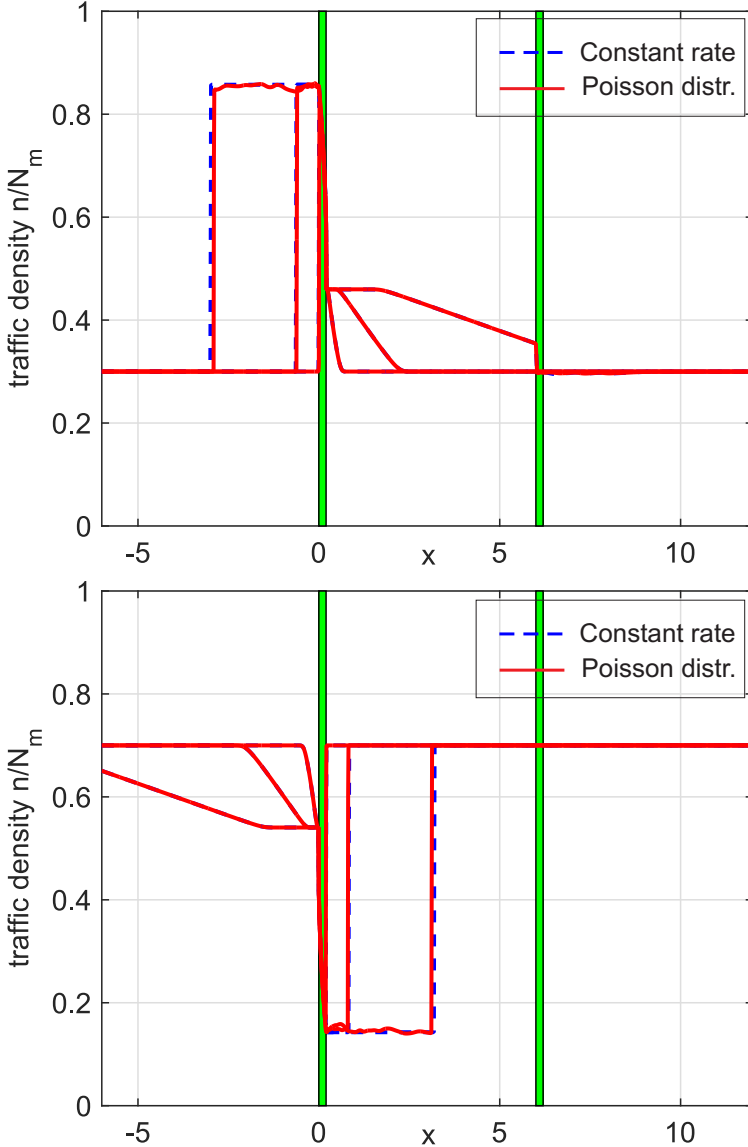 1
0.8
0.6
0.4
0.2
0
traffic density n/N_m
Constant rate
Poisson distr.
-5
0
x
5
10
1
0.8
0.6
0.4
0.2
0
traffic density n/N_m
Constant rate
Poisson distr.
-5
0
x
5
10